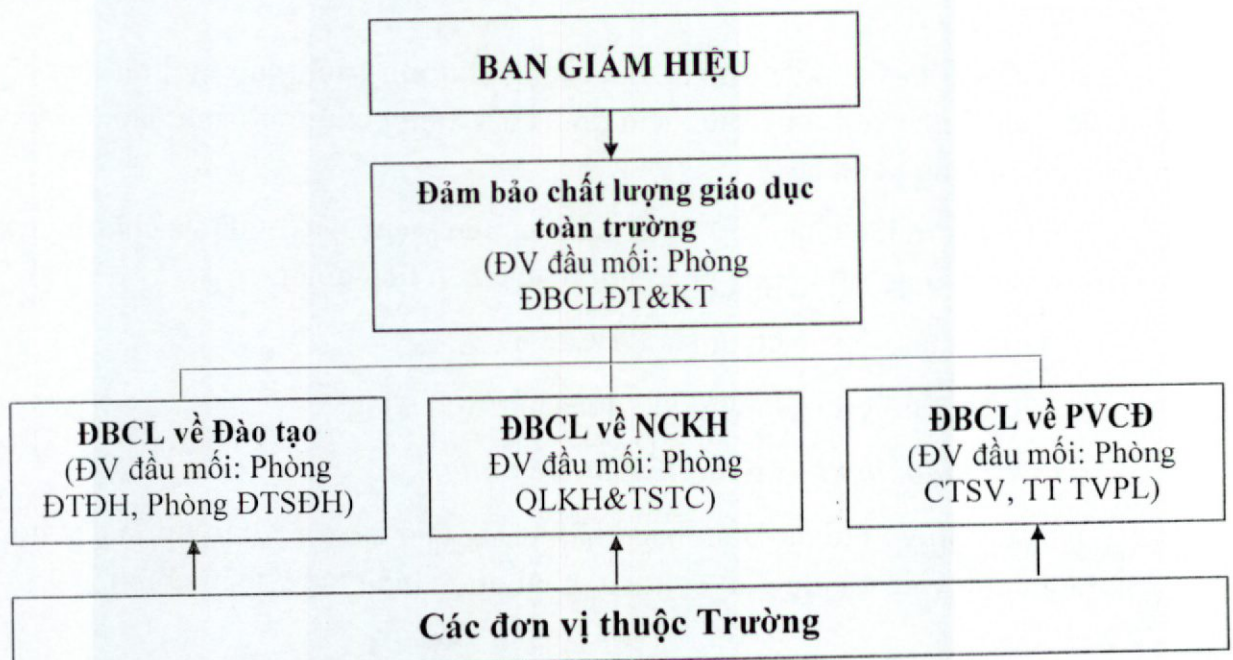 BAN GIÁM HIỆU
Đảm bảo chất lượng giáo dục
toàn trường
(ĐV đầu mối: Phòng
ĐBCLĐT&KT
ĐBCL về Đào tạo
(ĐV đầu mối: Phòng
ĐTĐH, Phòng ĐTSĐH)
ĐBCL về NCKH
ĐV đầu mối: Phòng
QLKH&TSTC)
ĐBCL về PVCĐ
(ĐV đầu mối: Phòng
CTSV, TT TVPL)
Các đơn vị thuộc Trường